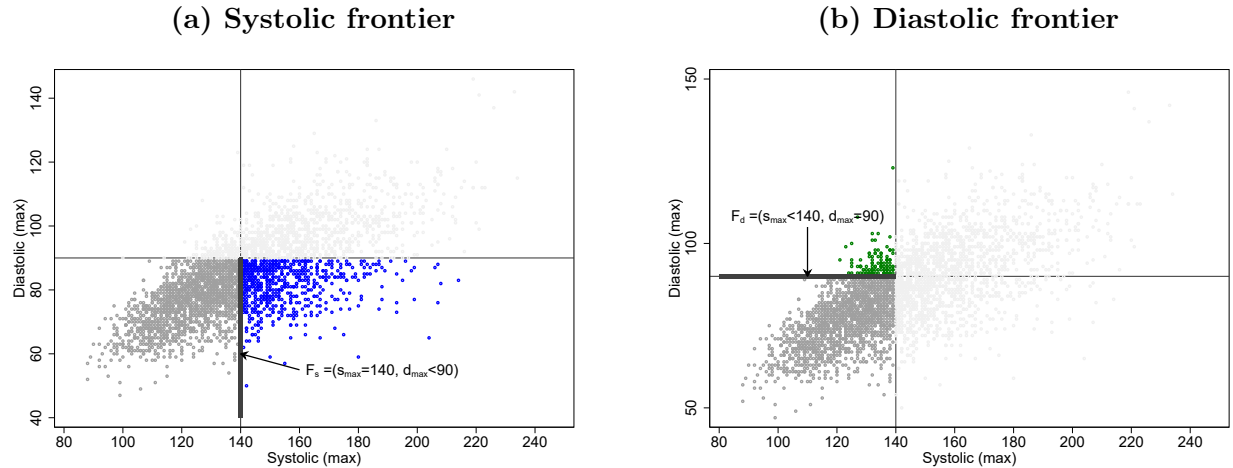 (a) Systolic frontier
(b) Diastolic frontier
140
120
100
80
60
40
Diastolic (max)
F_s =(s_max=140, d_max<90)
80 100 120 140 160 180 200 220 240
Systolic (max)
150
100
50
Diastolic (max)
F_d =(s_max<140, d_max=90)
80 100 120 140 160 180 200 220 240
Systolic (max)